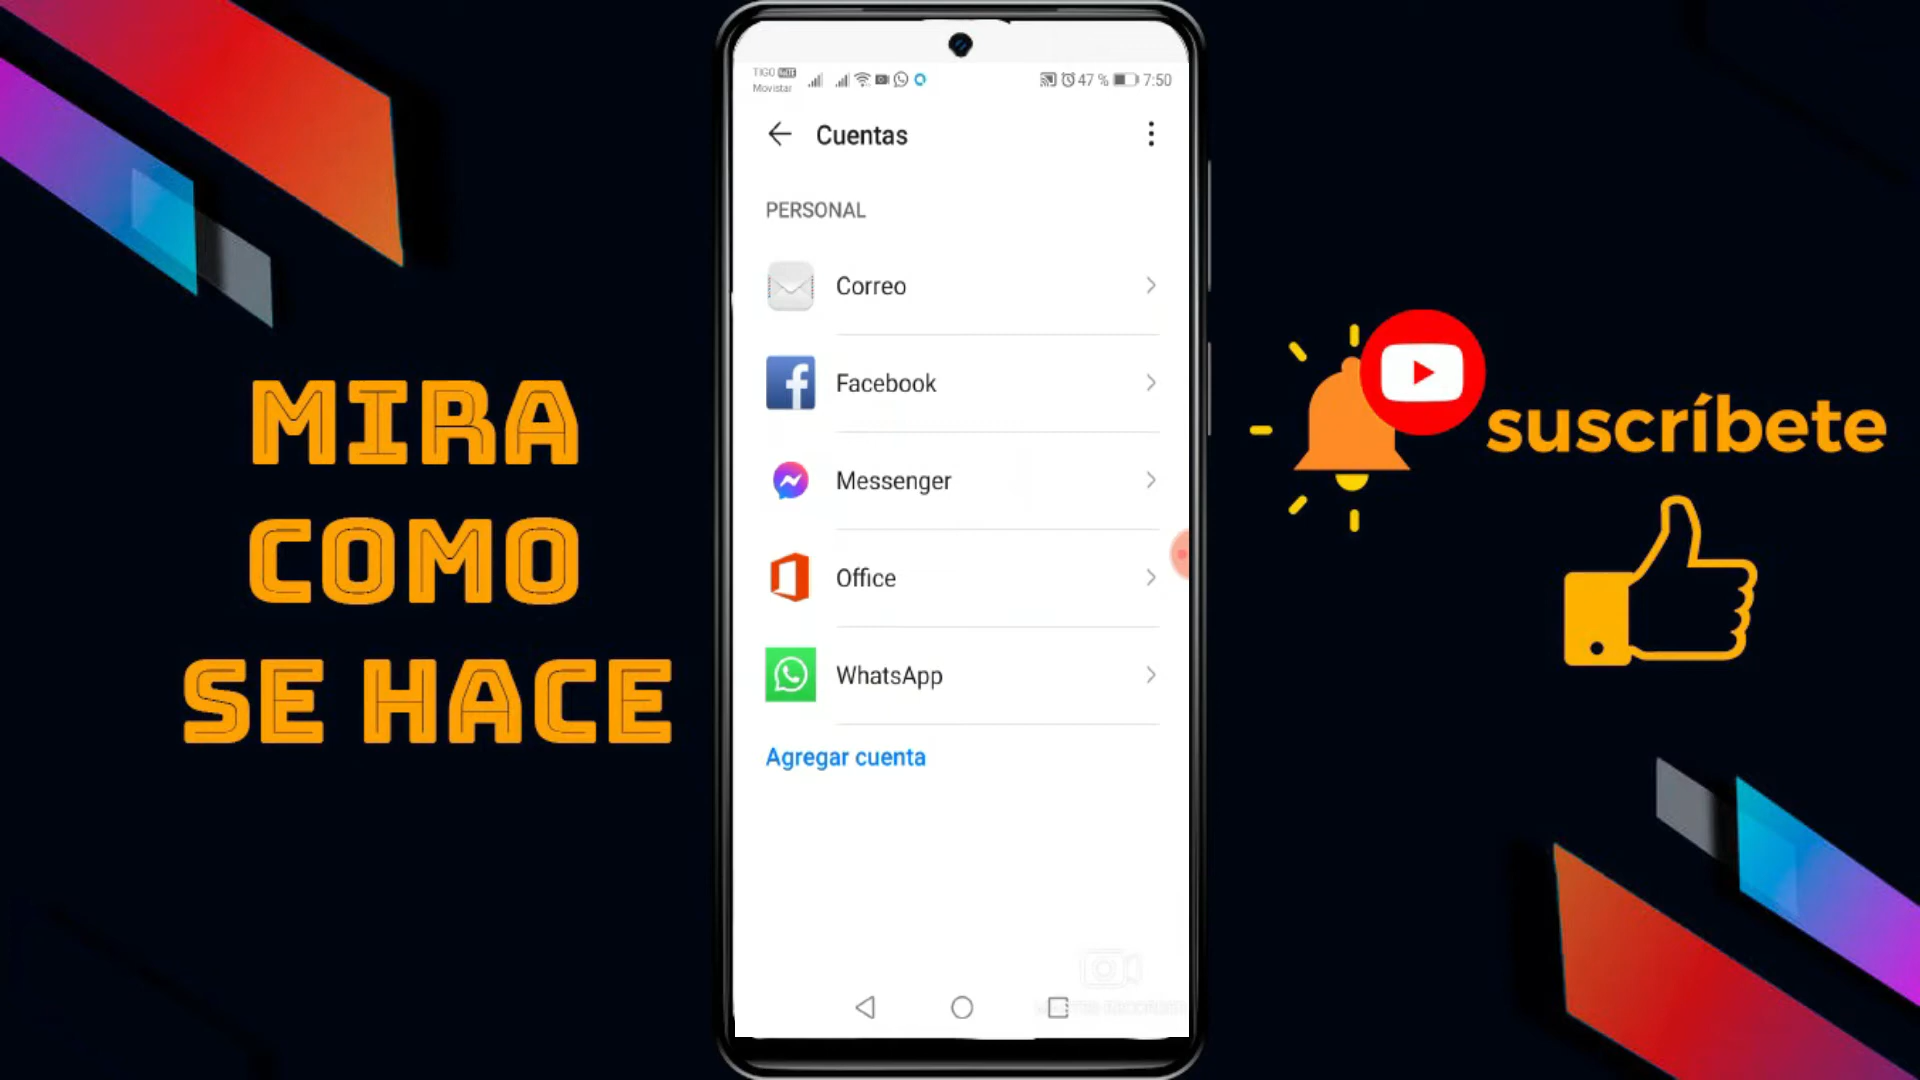 MIRA
COMO
SE HACE
TIGO VoLTE
Movistar
47 %
7:50
Cuentas
PERSONAL
Correo
Facebook
Messenger
Office
WhatsApp
Agregar cuenta
suscríbete